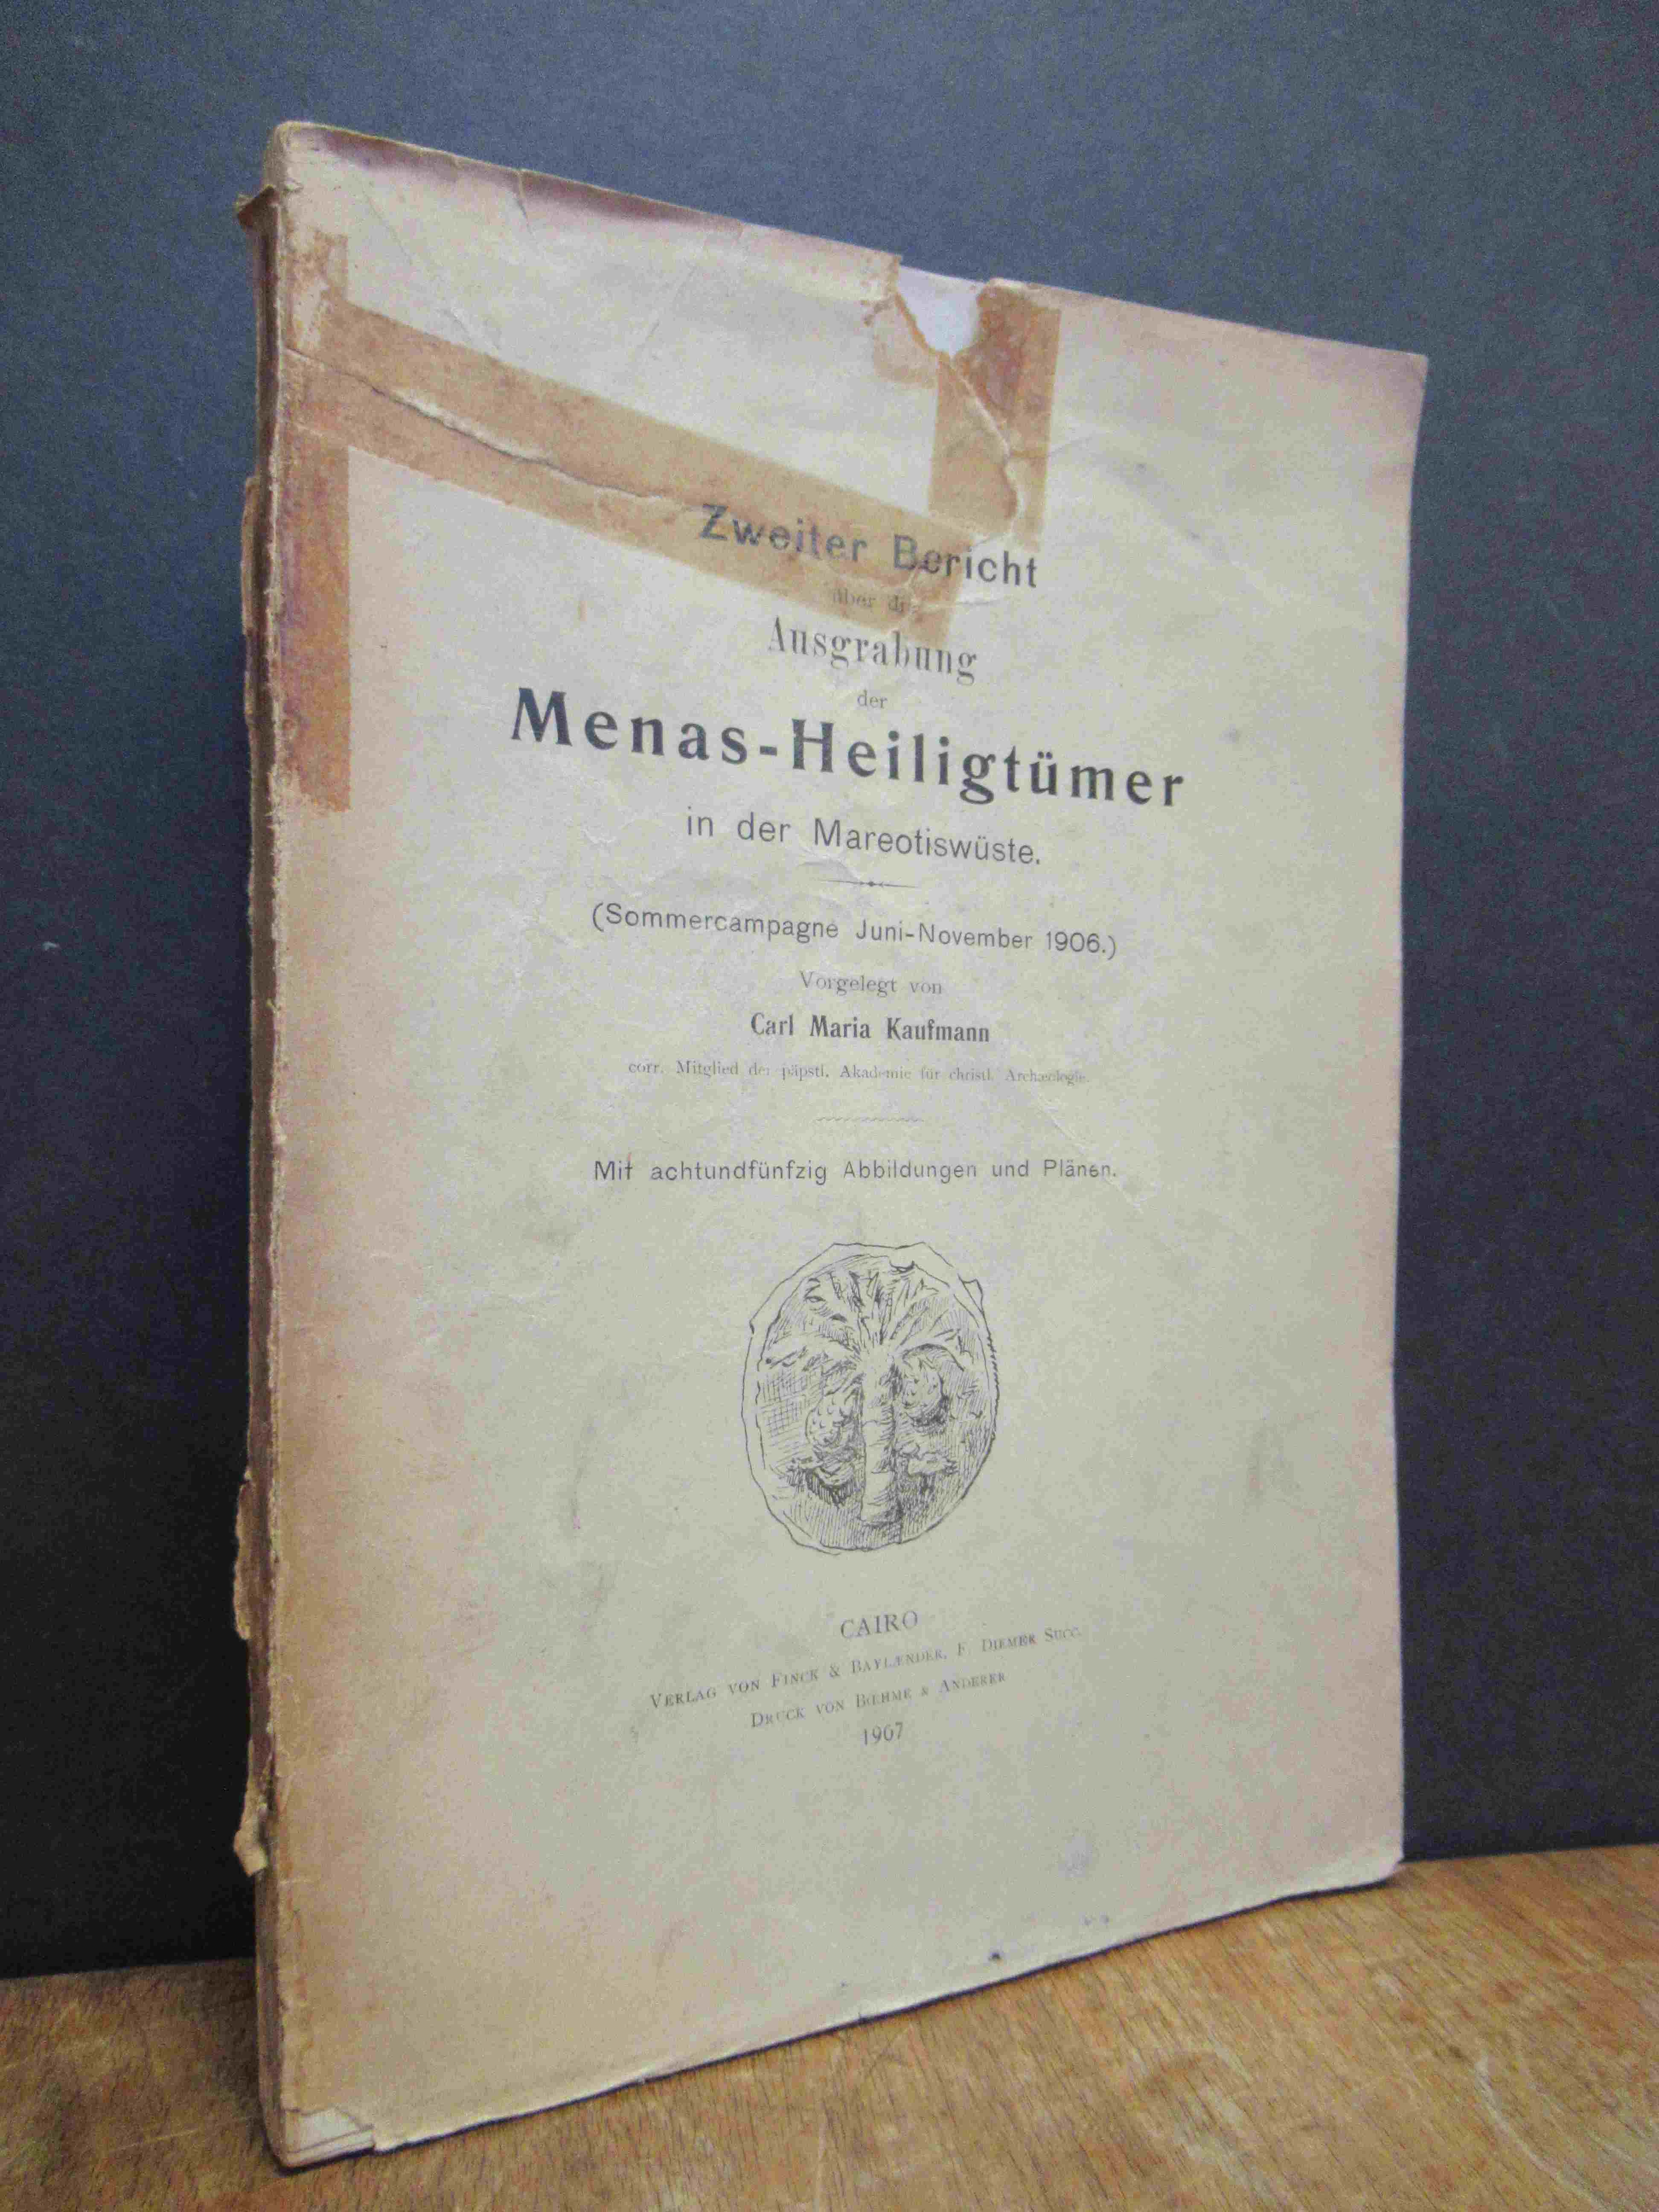 Zweiter Bericht
über die
Ausgrabung
der
Menas-Heiligtümer
in der Mareotiswüste.
(Sommercampagne Juni-November 1906.)
Vorgelegt von
Carl Maria Kaufmann
corr. Mitglied der päpstl. Akademie für christl. Archæologie.
Mit achtundfünfzig Abbildungen und Plänen.
CAIRO
VERLAG VON FINCK & BAYLÆNDER, F. DIEMER SUCC.
DRUCK VON BŒHME & ANDERER
1907